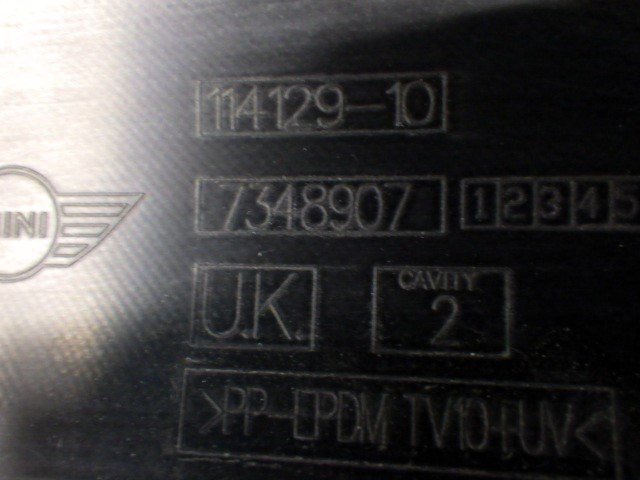 114129-10
7348907 12345
MINI
U.K. CAVITY
2
>PP-EPDM TV10+UV<